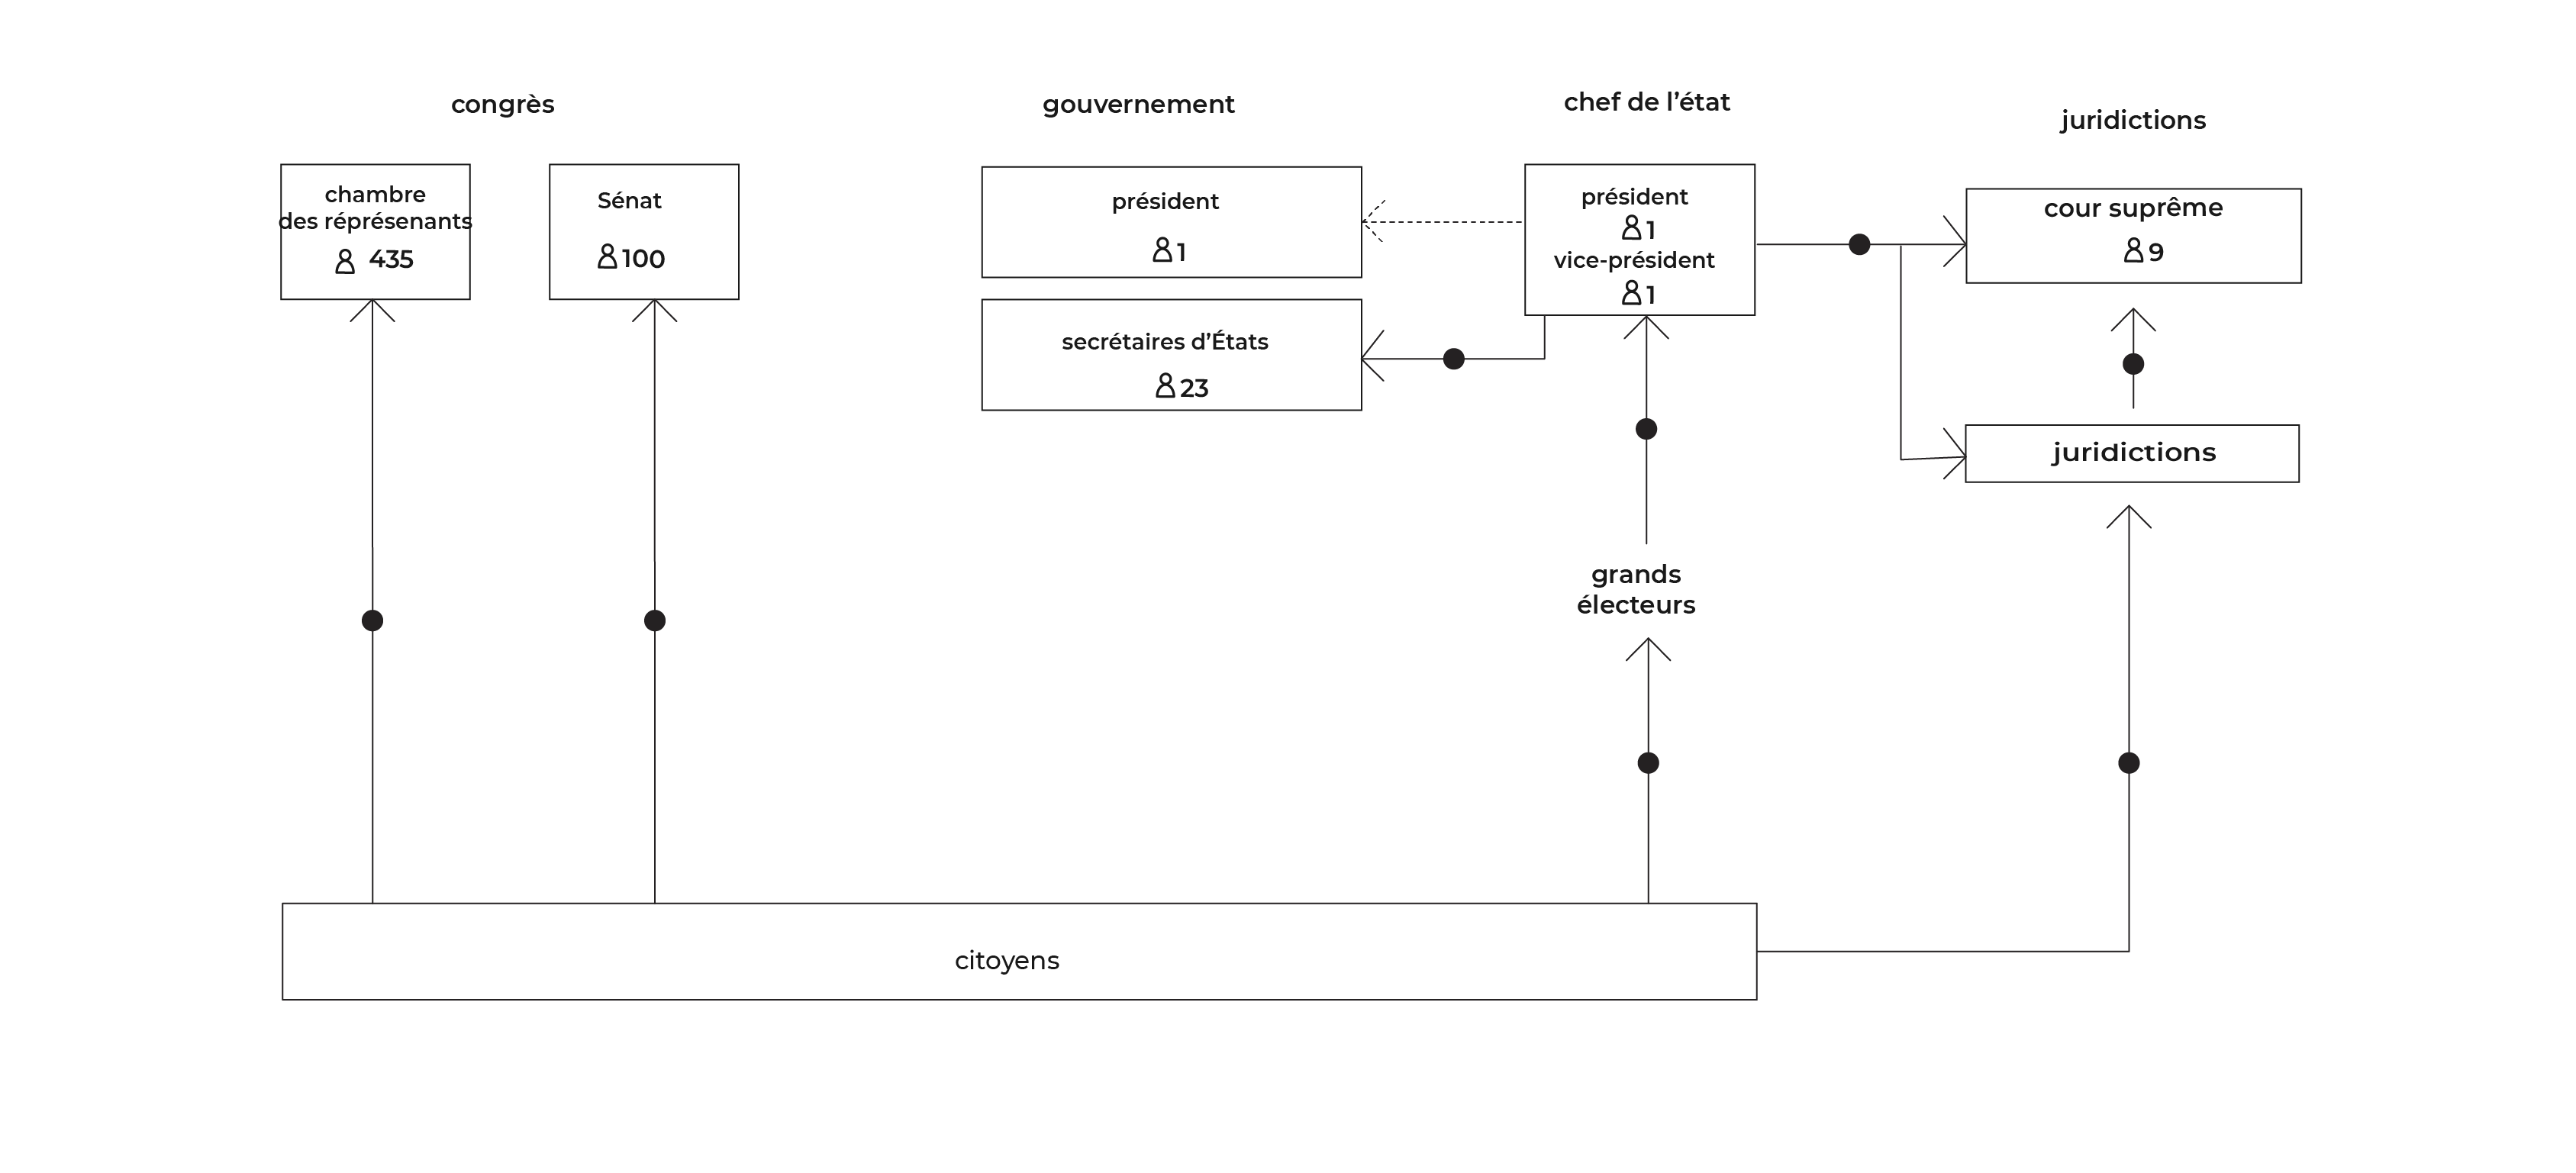 congrès
gouvernement
chef de l’état
juridictions
chambre
des réprésenants
435
Sénat
100
président
1
secrétaires d’États
23
président
1
vice-président
1
cour suprême
9
juridictions
grands
électeurs
citoyens